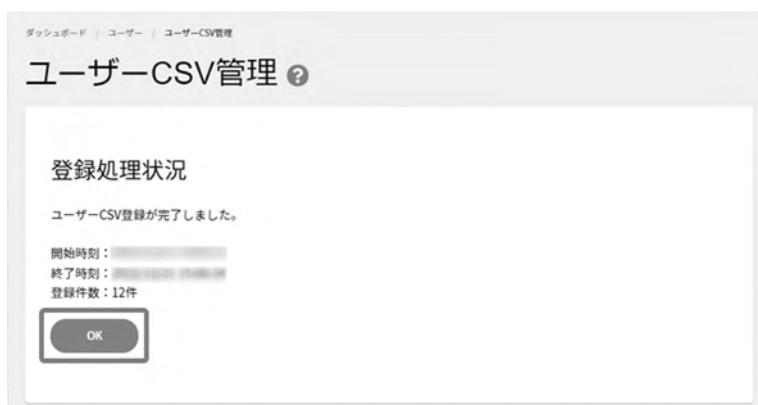 ダッシュボード / ユーザー / ユーザーCSV管理
ユーザーCSV管理 ?
登録処理状況
ユーザーCSV登録が完了しました。
開始時刻：
終了時刻：
登録件数：12件
OK